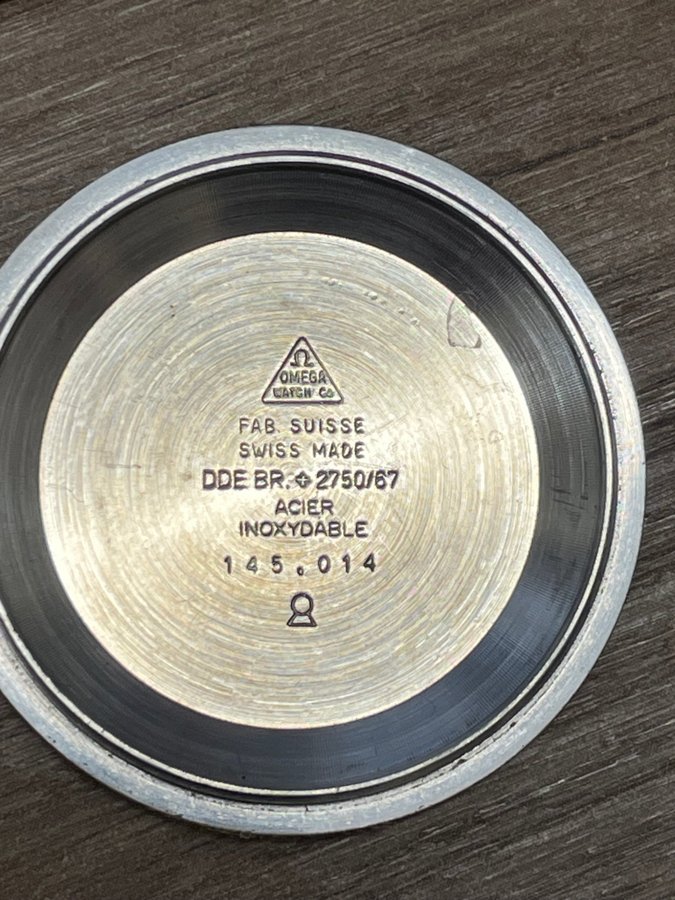 Ω
OMEGA
WATCH Co
FAB. SUISSE
SWISS MADE
DDE BR. 2750/67
ACIER
INOXYDABLE
145.014